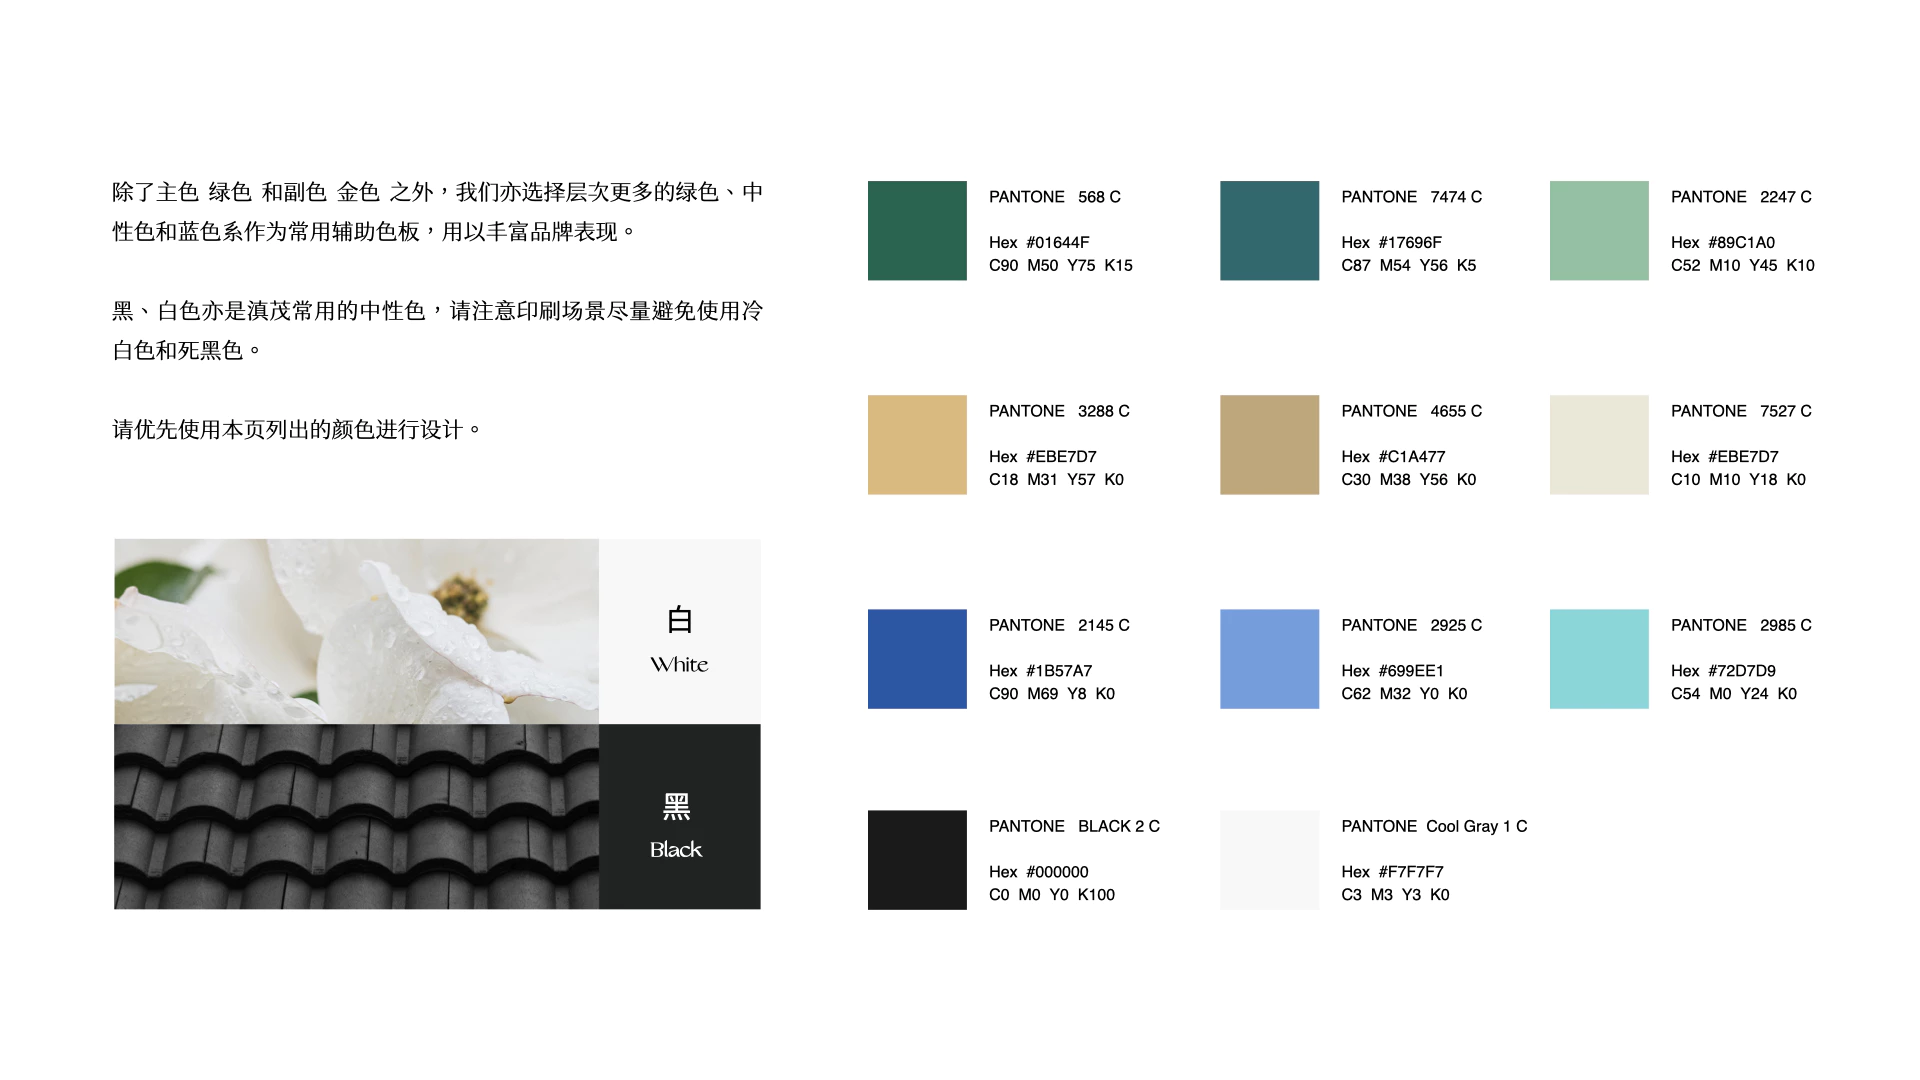 除了主色 绿色 和副色 金色 之外，我们亦选择层次更多的绿色、中
性色和蓝色系作为常用辅助色板，用以丰富品牌表现。
黑、白色亦是滇茂常用的中性色，请注意印刷场景尽量避免使用冷
白色和死黑色。
请优先使用本页列出的颜色进行设计。
白
White
黑
Black
PANTONE 568 C
Hex #01644F
C90 M50 Y75 K15
PANTONE 7474 C
Hex #17696F
C87 M54 Y56 K5
PANTONE 2247 C
Hex #89C1A0
C52 M10 Y45 K10
PANTONE 3288 C
Hex #EBE7D7
C18 M31 Y57 K0
PANTONE 4655 C
Hex #C1A477
C30 M38 Y56 K0
PANTONE 7527 C
Hex #EBE7D7
C10 M10 Y18 K0
PANTONE 2145 C
Hex #1B57A7
C90 M69 Y8 K0
PANTONE 2925 C
Hex #699EE1
C62 M32 Y0 K0
PANTONE 2985 C
Hex #72D7D9
C54 M0 Y24 K0
PANTONE BLACK 2 C
Hex #000000
C0 M0 Y0 K100
PANTONE Cool Gray 1 C
Hex #F7F7F7
C3 M3 Y3 K0